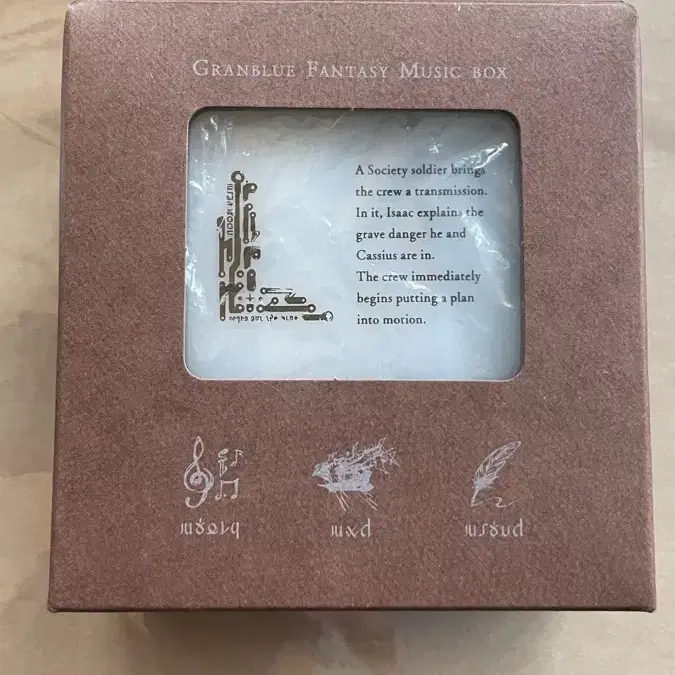 GRANBLUE FANTASY MUSIC BOX
A Society soldier brings
the crew a transmission.
In it, Isaac explains the
grave danger he and
Cassius are in.
The crew immediately
begins putting a plan
into motion.